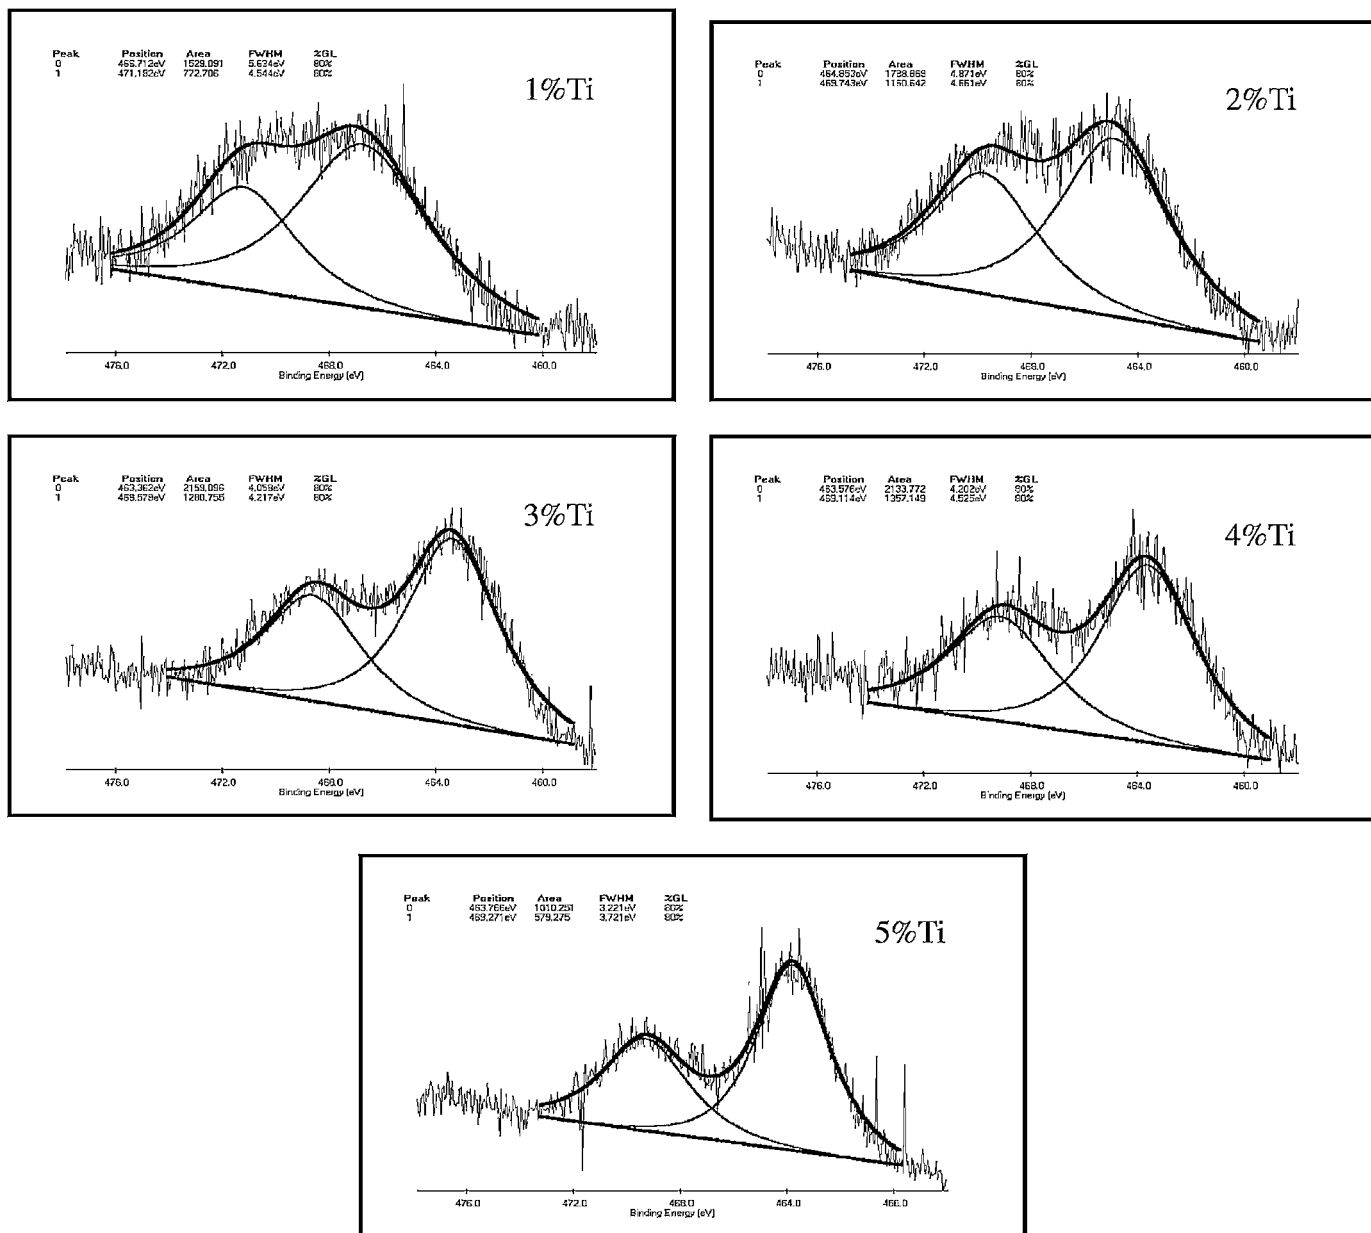 Peak Position Area FWHM %GL
0 466.712eV 1529.091 5.634eV 80%
1 471.182eV 772.706 4.544eV 80%
1%Ti
476.0 472.0 468.0 464.0 460.0
Binding Energy [eV]
Peak Position Area FWHM %GL
0 464.853eV 1728.869 4.871eV 80%
1 469.743eV 1160.642 4.661eV 80%
2%Ti
476.0 472.0 468.0 464.0 460.0
Binding Energy [eV]
Peak Position Area FWHM %GL
0 463.362eV 2159.096 4.059eV 80%
1 468.678eV 1280.756 4.217eV 80%
3%Ti
476.0 472.0 468.0 464.0 460.0
Binding Energy [eV]
Peak Position Area FWHM %GL
0 463.576eV 2133.772 4.202eV 80%
1 469.114eV 1357.149 4.525eV 80%
4%Ti
476.0 472.0 468.0 464.0 460.0
Binding Energy [eV]
Peak Position Area FWHM %GL
0 463.766eV 1010.251 3.221eV 80%
1 469.271eV 579.275 3.721eV 80%
5%Ti
476.0 472.0 468.0 464.0 460.0
Binding Energy [eV]